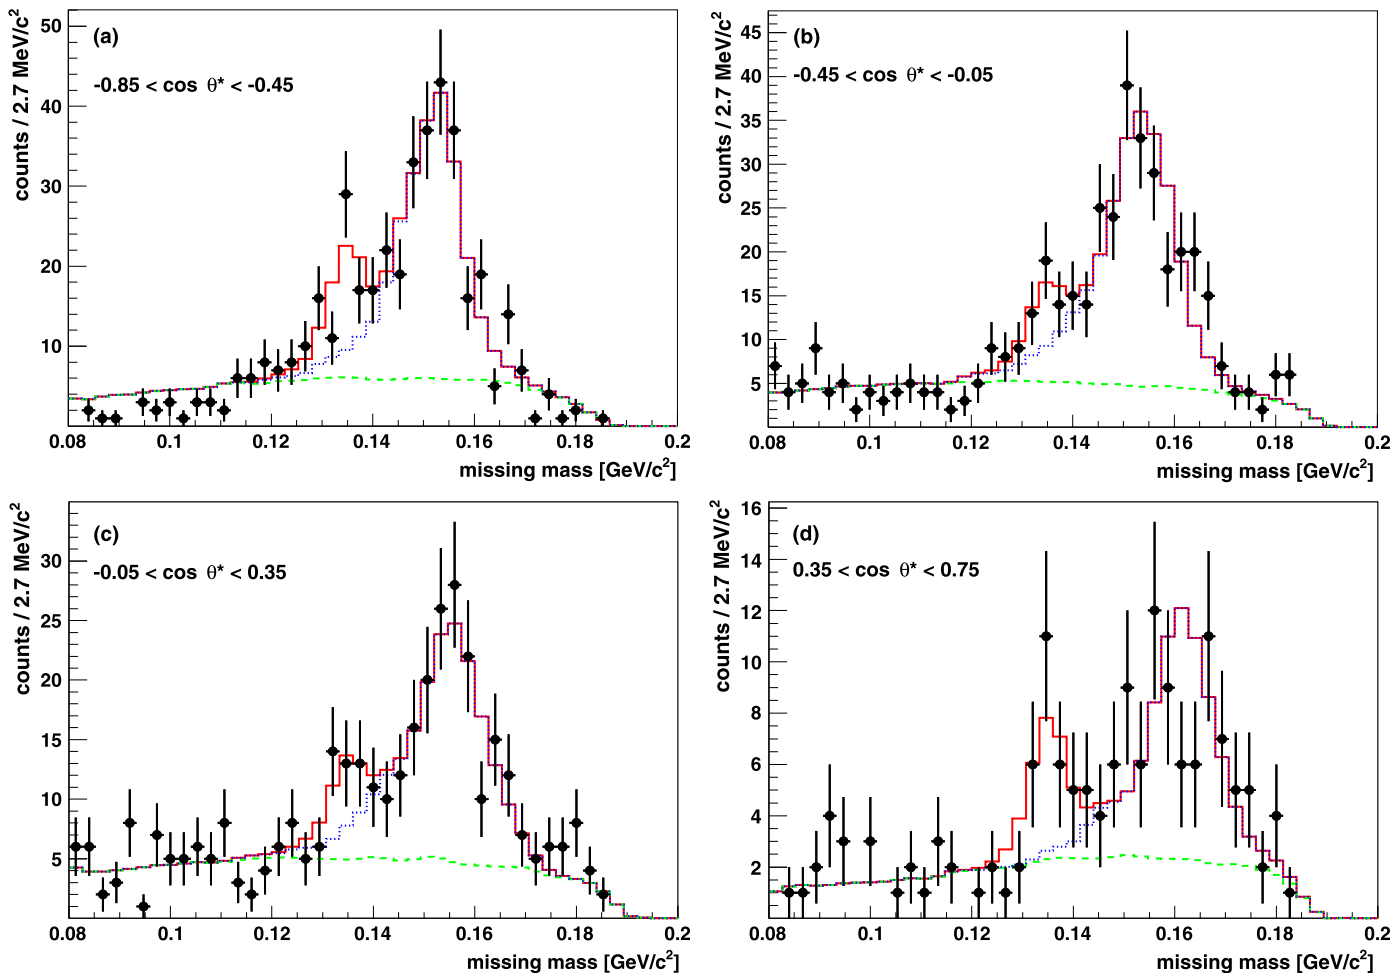 (a)
-0.85 < cos θ* < -0.45
counts / 2.7 MeV/c²
50
40
30
20
10
0.08 0.1 0.12 0.14 0.16 0.18 0.2
missing mass [GeV/c²]
(b)
-0.45 < cos θ* < -0.05
counts / 2.7 MeV/c²
45
40
35
30
25
20
15
10
5
0.08 0.1 0.12 0.14 0.16 0.18 0.2
missing mass [GeV/c²]
(c)
-0.05 < cos θ* < 0.35
counts / 2.7 MeV/c²
30
25
20
15
10
5
0.08 0.1 0.12 0.14 0.16 0.18 0.2
missing mass [GeV/c²]
(d)
0.35 < cos θ* < 0.75
counts / 2.7 MeV/c²
16
14
12
10
8
6
4
2
0.08 0.1 0.12 0.14 0.16 0.18 0.2
missing mass [GeV/c²]